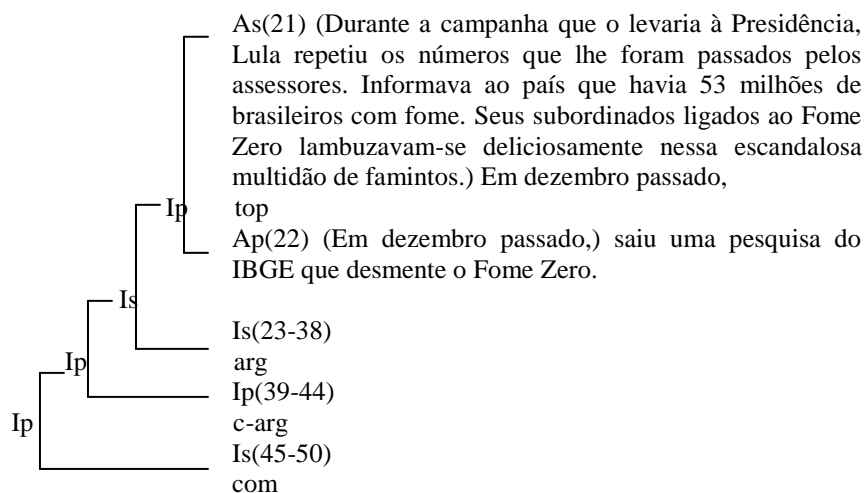 As(21) (Durante a campanha que o levaria à Presidência,
Lula repetiu os números que lhe foram passados pelos
assessores. Informava ao país que havia 53 milhões de
brasileiros com fome. Seus subordinados ligados ao Fome
Zero lambuzavam-se deliciosamente nessa escandalosa
multidão de famintos.) Em dezembro passado,
Ip
top
Ap(22) (Em dezembro passado,) saiu uma pesquisa do
IBGE que desmente o Fome Zero.
Is
Is(23-38)
Ip
arg
Ip(39-44)
Ip
c-arg
Is(45-50)
com